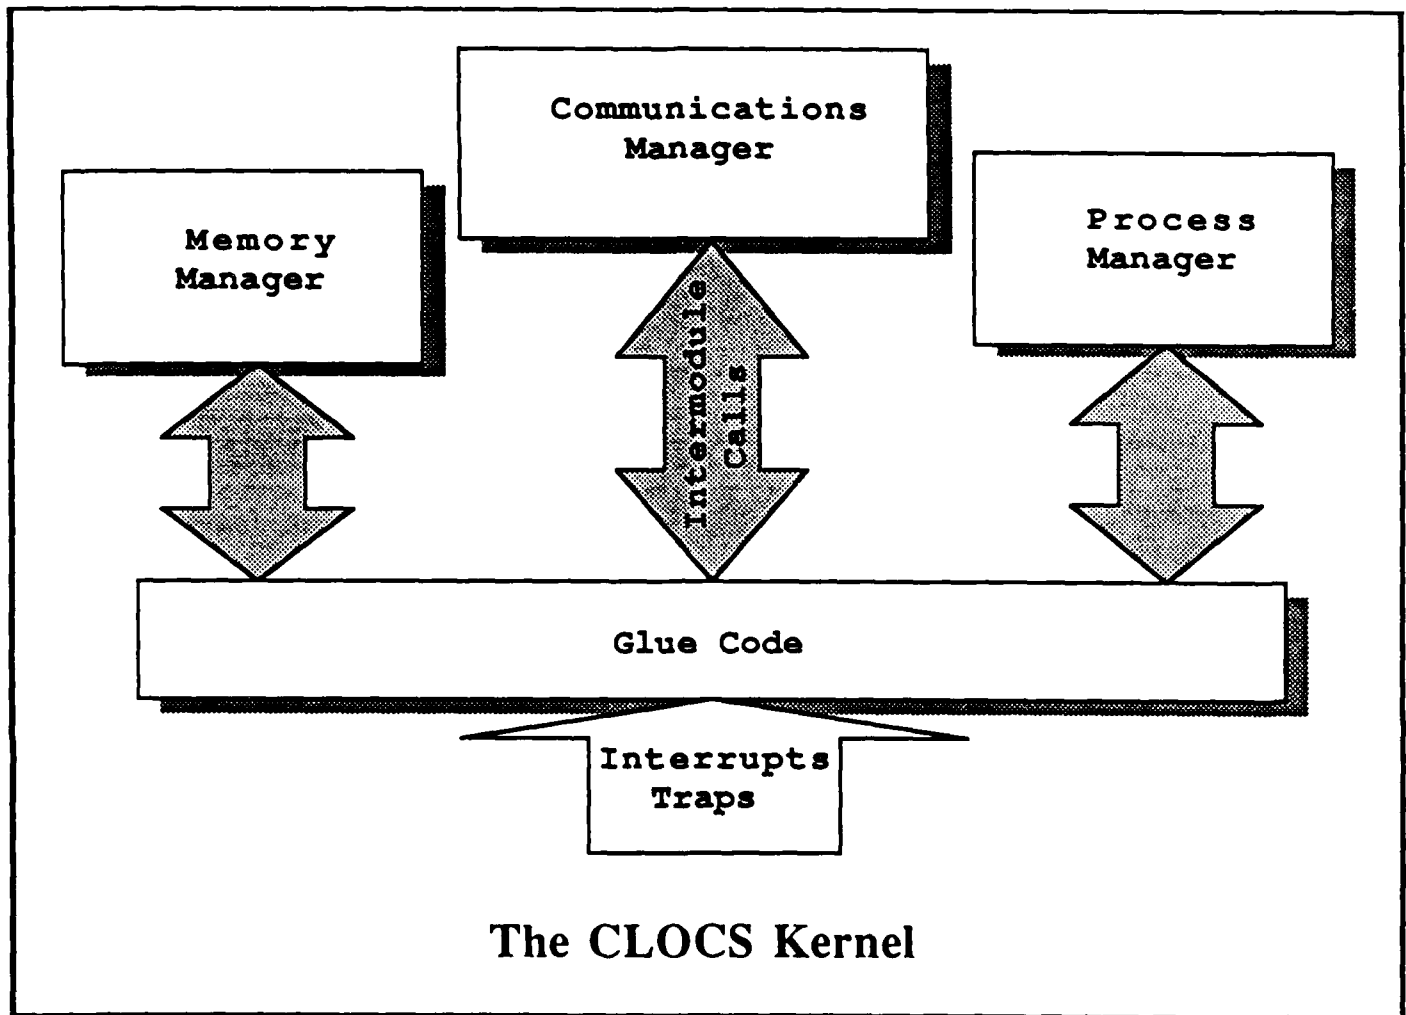 Communications
Manager
Memory
Manager
Process
Manager
Intermodule
Calls
Glue Code
Interrupts
Traps
The CLOCS Kernel